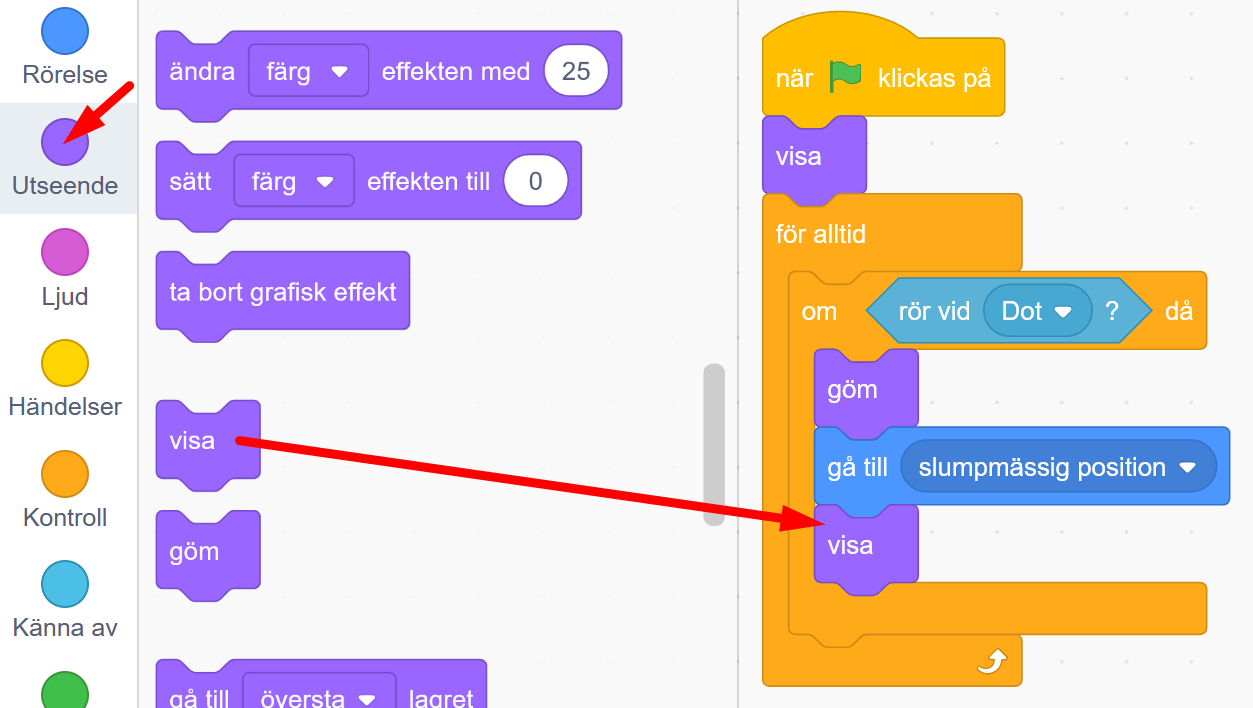 Rörelse
Utseende
Ljud
Händelser
Kontroll
Känna av
ändra färg effekten med 25
sätt färg effekten till 0
ta bort grafisk effekt
visa
göm
gå till översta lagret
när klickas på
visa
för alltid
om rör vid Dot ? då
göm
gå till slumpmässig position
visa